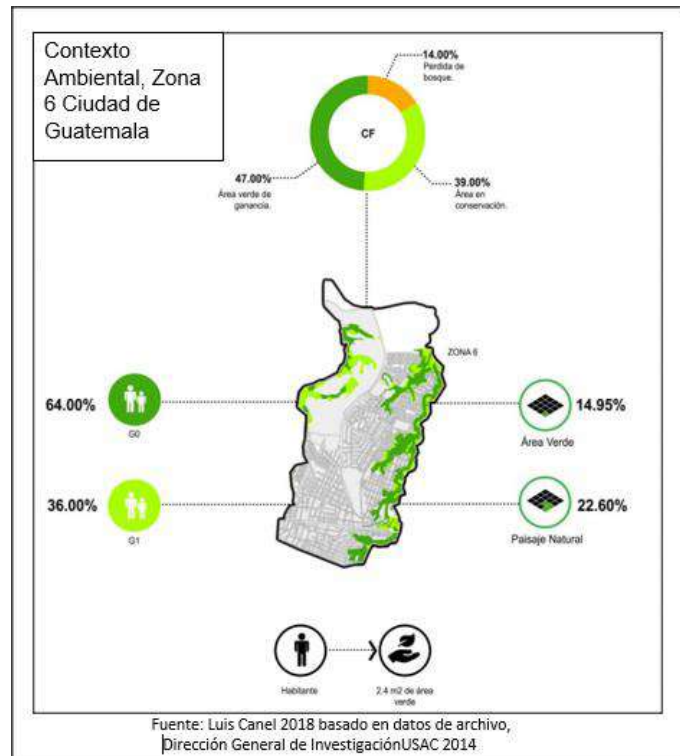 Contexto
Ambiental, Zona
6 Ciudad de
Guatemala
14.00%
Perdida de
bosque.
CF
47.00%
Área verde de
ganancia.
39.00%
Área en
conservación.
ZONA 6
64.00%
G0
14.95%
Área Verde
36.00%
G1
22.60%
Paisaje Natural
Habitante
2.4 m2 de área
verde
Fuente: Luis Canel 2018 basado en datos de archivo,
Dirección General de InvestigaciónUSAC 2014